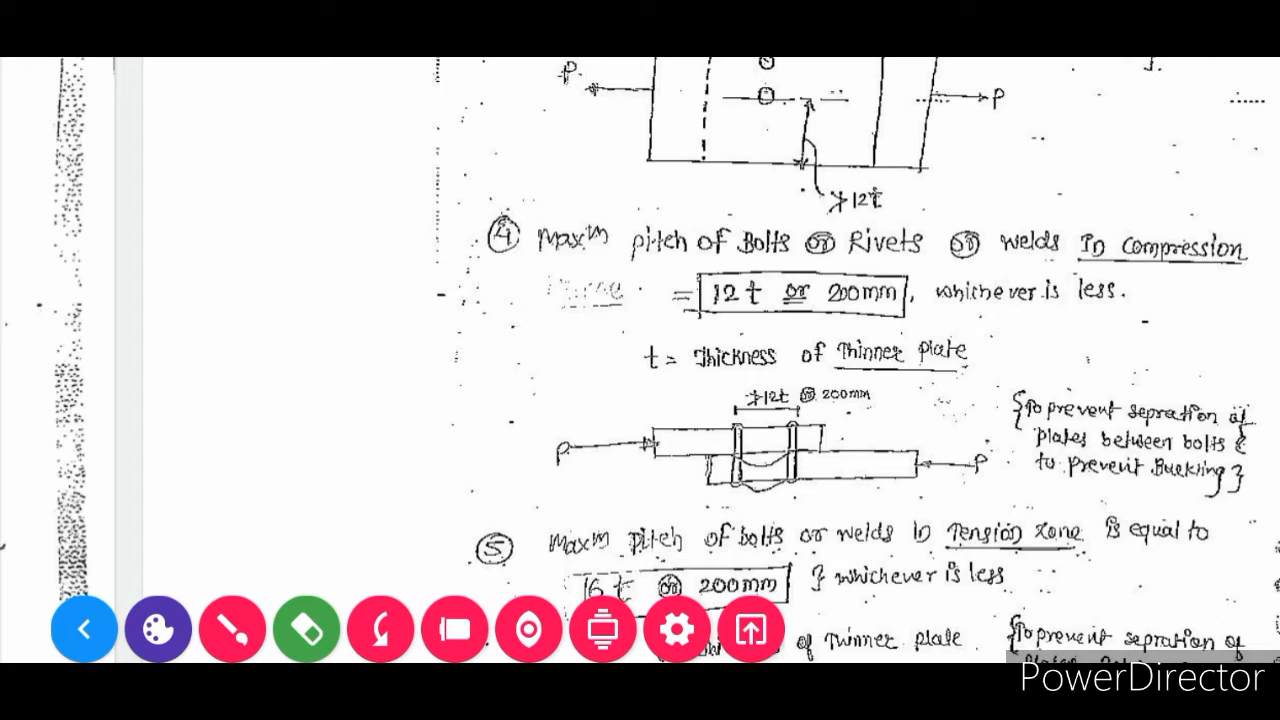 P
P
≯12t
④ Maxᵐ pitch of Bolts or Rivets or welds In compression
Force = 12 t or 200mm, whichever is less.
t = Thickness of Thinner Plate
≯12t or 200mm
P
P
{To prevent sepration of
plates between bolts &
to prevent Buckling}
⑤ Maxᵐ pitch of bolts or welds in Tension zone is equal to
16 t or 200mm } whichever is less
of Thinner plate
{To prevent sepration of
PowerDirector